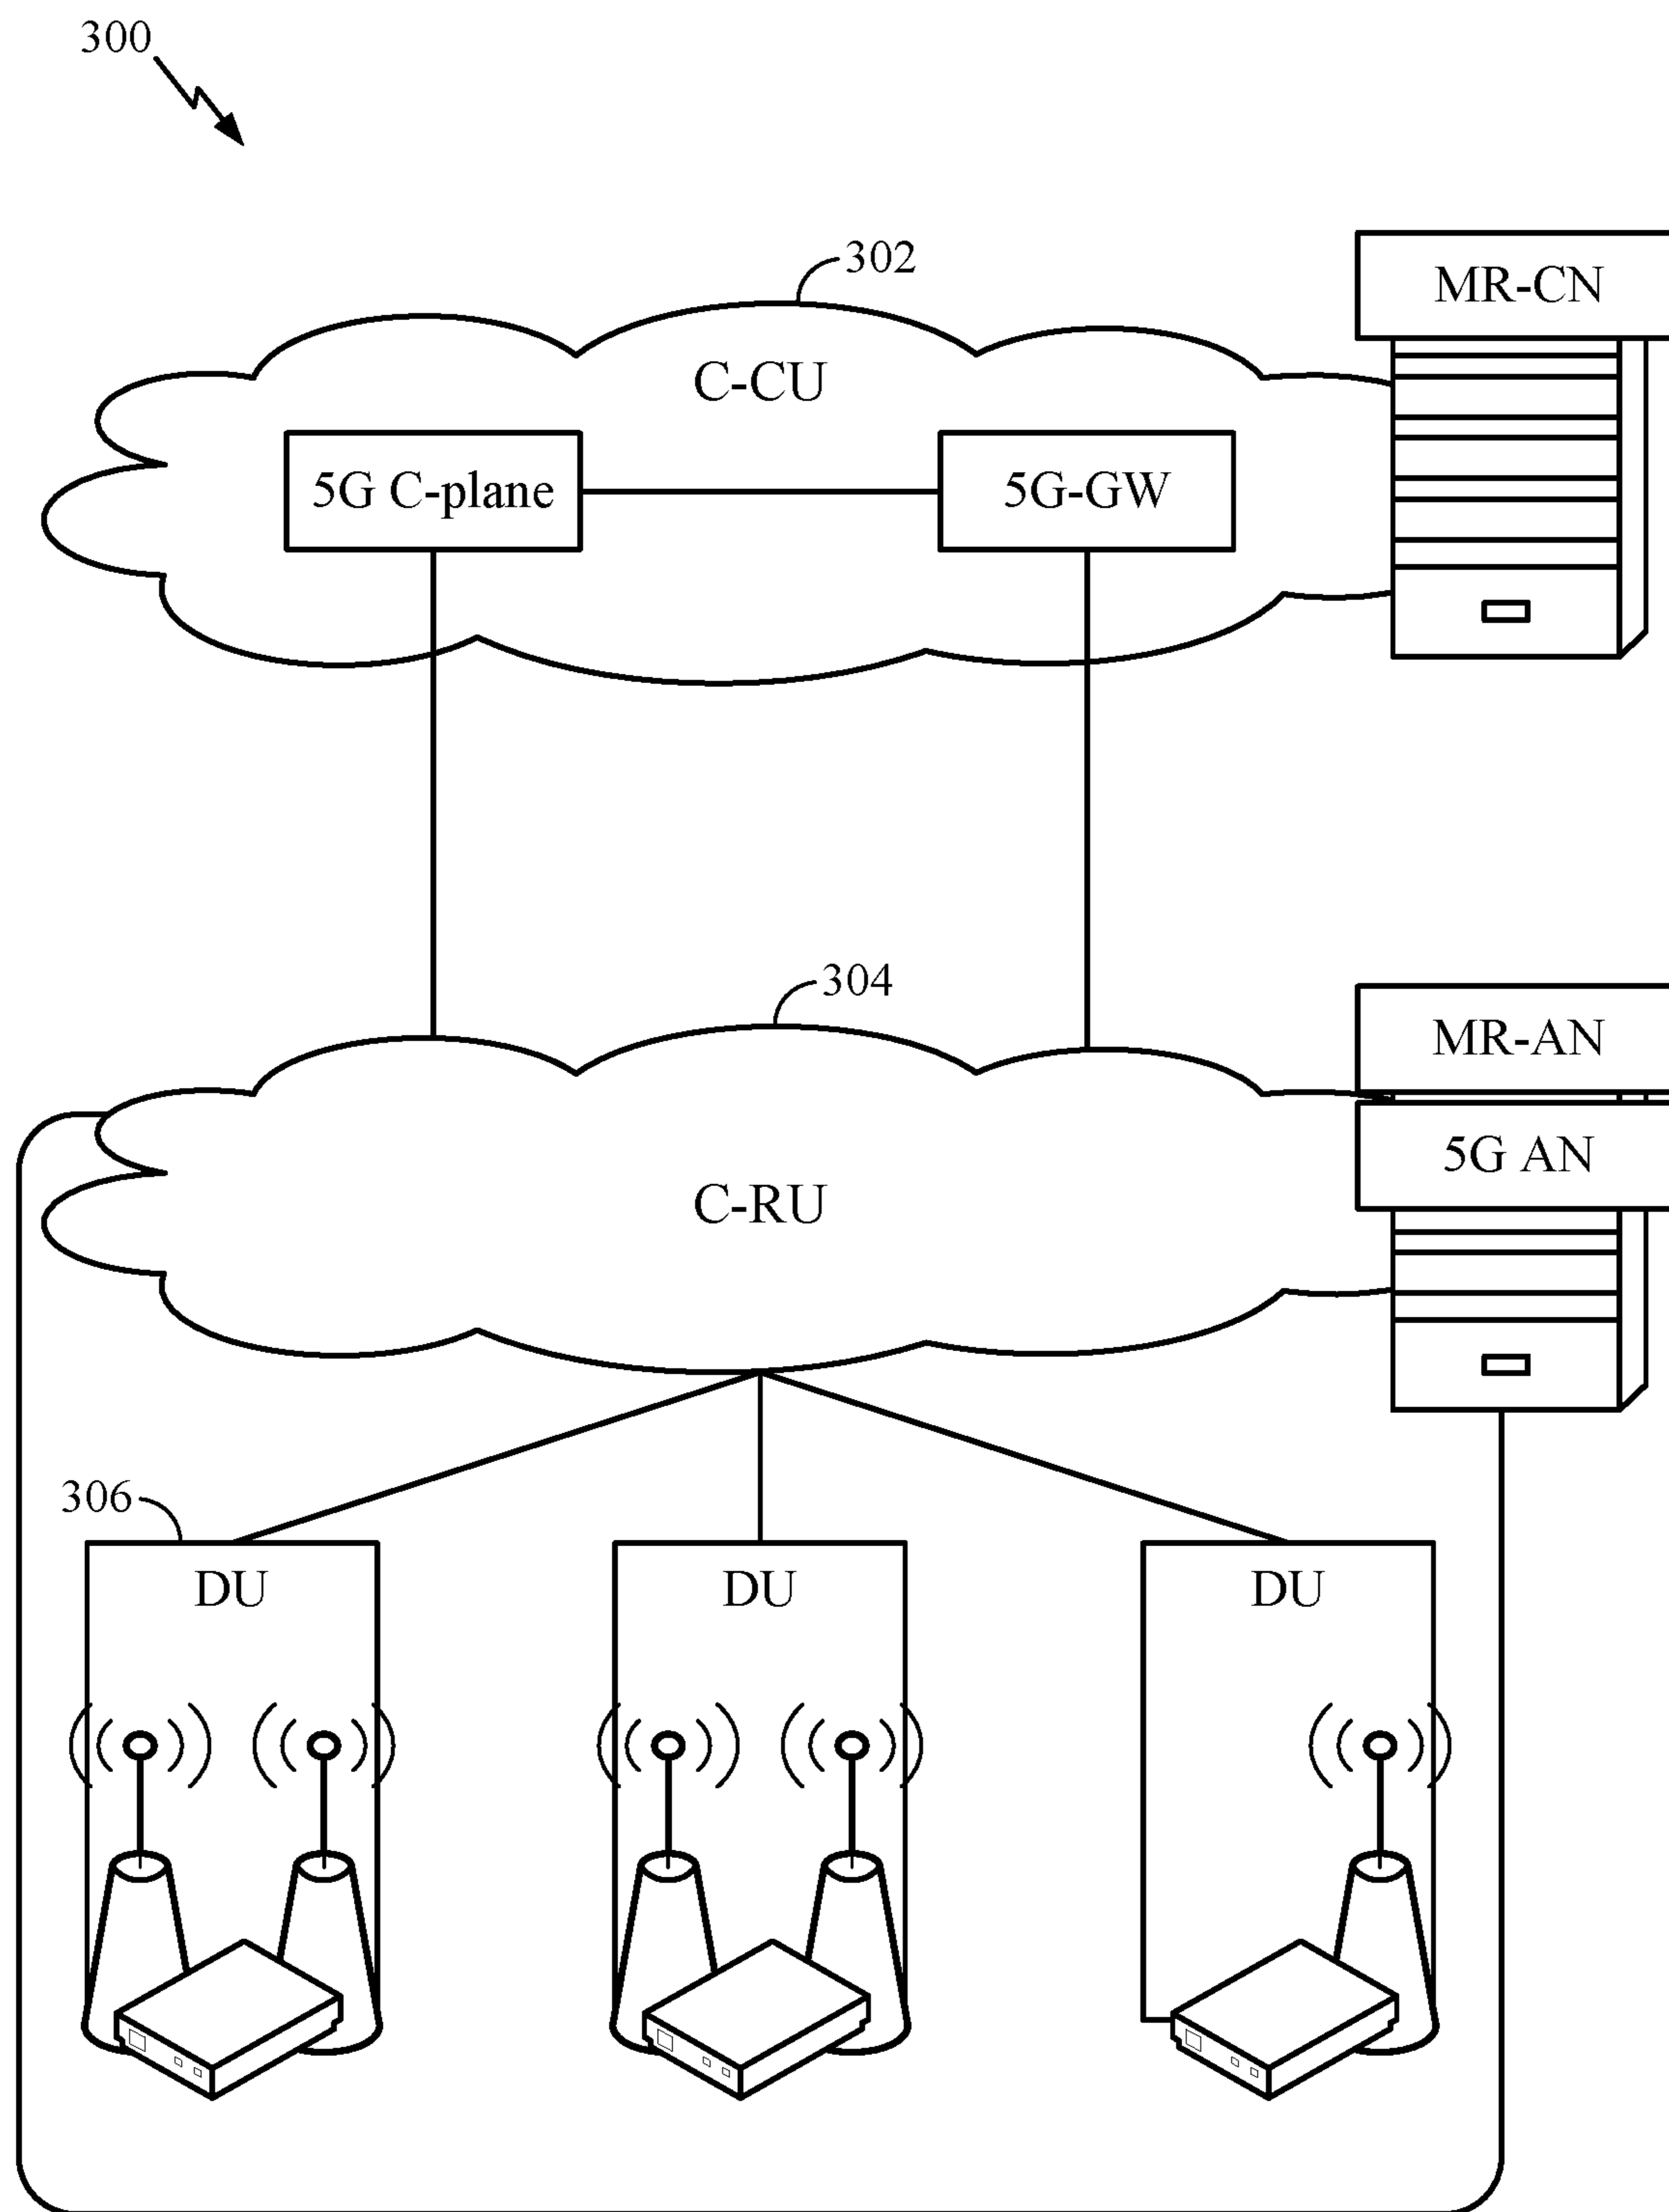 300
302
MR-CN
C-CU
5G C-plane
5G-GW
304
MR-AN
5G AN
C-RU
306
DU
DU
DU